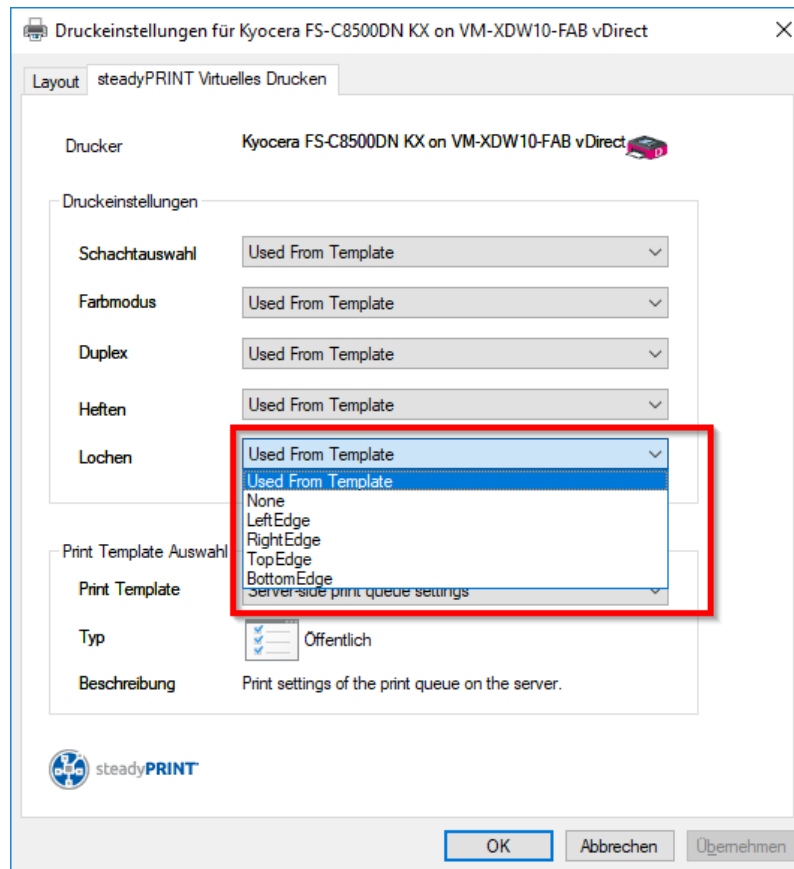 Druckeinstellungen für Kyocera FS-C8500DN KX on VM-XDW10-FAB vDirect
Layout steadyPRINT Virtuelles Drucken
Drucker Kyocera FS-C8500DN KX on VM-XDW10-FAB vDirect
Druckeinstellungen
Schachtauswahl Used From Template
Farbmodus Used From Template
Duplex Used From Template
Heften Used From Template
Lochen Used From Template
Used From Template
None
LeftEdge
RightEdge
TopEdge
BottomEdge
Print Template Auswahl
Print Template Server-side print queue settings
Typ Öffentlich
Beschreibung Print settings of the print queue on the server.
steadyPRINT
OK Abbrechen Übernehmen